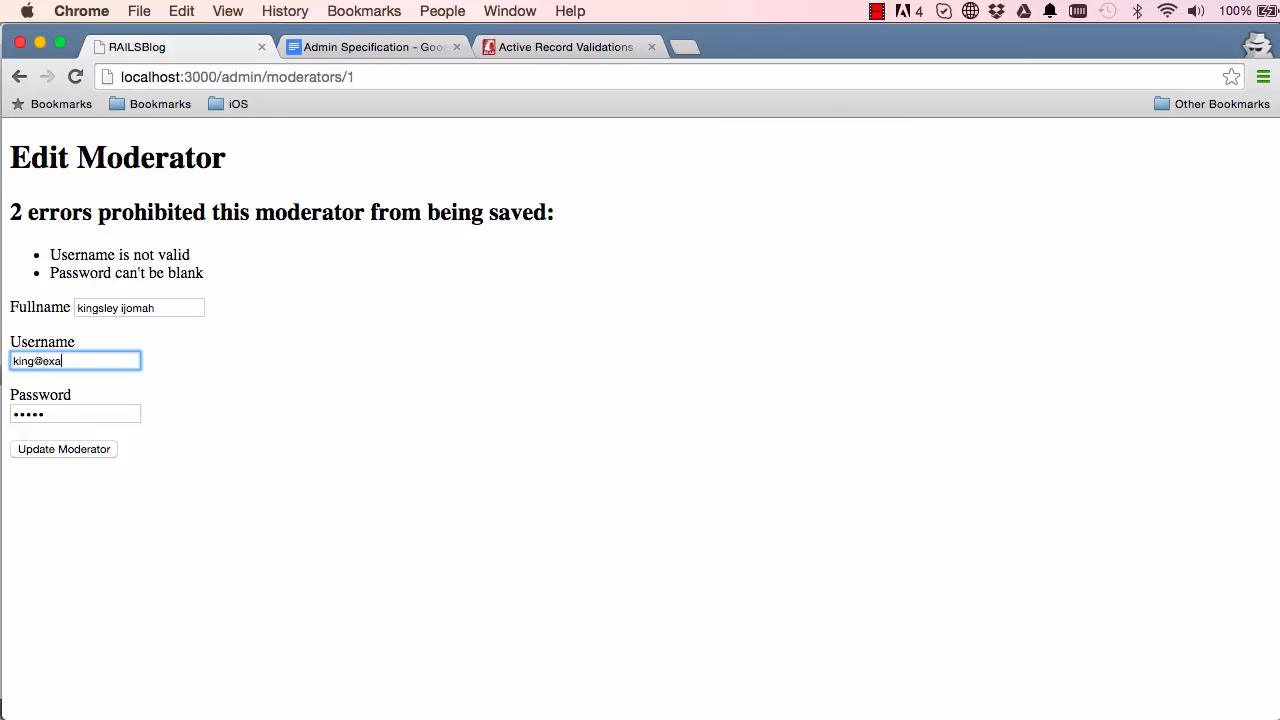 Chrome File Edit View History Bookmarks People Window Help 4 100%
RAILSBlog Admin Specification - Goo Active Record Validations
localhost:3000/admin/moderators/1
Bookmarks Bookmarks iOS Other Bookmarks
Edit Moderator
2 errors prohibited this moderator from being saved:
• Username is not valid
• Password can't be blank
Fullname kingsley ijomah
Username
king@exa
Password
•••••
Update Moderator